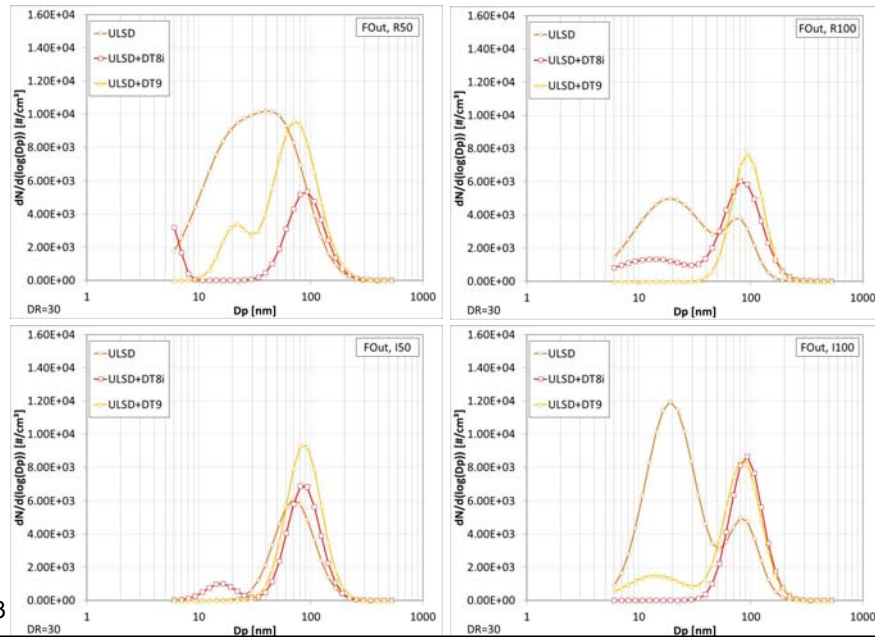 1.60E+04
1.40E+04
1.20E+04
1.00E+04
8.00E+03
6.00E+03
4.00E+03
2.00E+03
0.00E+00
dN/d(log(Dp)) [#/cm³]
ULSD
ULSD+DT8i
ULSD+DT9
FOut, R50
1
10
100
1000
DR=30
Dp [nm]
1.60E+04
1.40E+04
1.20E+04
1.00E+04
8.00E+03
6.00E+03
4.00E+03
2.00E+03
0.00E+00
dN/d(log(Dp)) [#/cm³]
ULSD
ULSD+DT8i
ULSD+DT9
FOut, R100
1
10
100
1000
DR=30
Dp [nm]
1.60E+04
1.40E+04
1.20E+04
1.00E+04
8.00E+03
6.00E+03
4.00E+03
2.00E+03
0.00E+00
dN/d(log(Dp)) [#/cm³]
ULSD
ULSD+DT8i
ULSD+DT9
FOut, I50
1
10
100
1000
DR=30
Dp [nm]
1.60E+04
1.40E+04
1.20E+04
1.00E+04
8.00E+03
6.00E+03
4.00E+03
2.00E+03
0.00E+00
dN/d(log(Dp)) [#/cm³]
ULSD
ULSD+DT8i
ULSD+DT9
FOut, I100
1
10
100
1000
DR=30
Dp [nm]